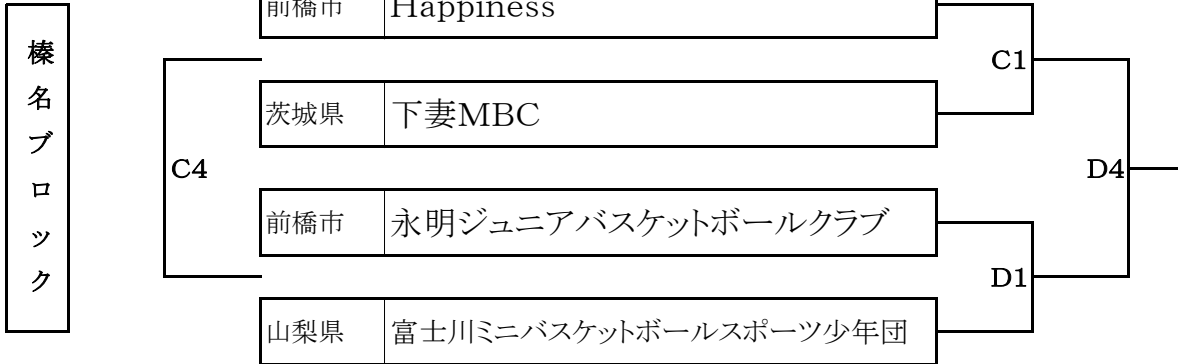 榛名ブロック
前橋市 Happiness
C1
茨城県 下妻MBC
C4
D4
前橋市 永明ジュニアバスケットボールクラブ
D1
山梨県 富士川ミニバスケットボールスポーツ少年団